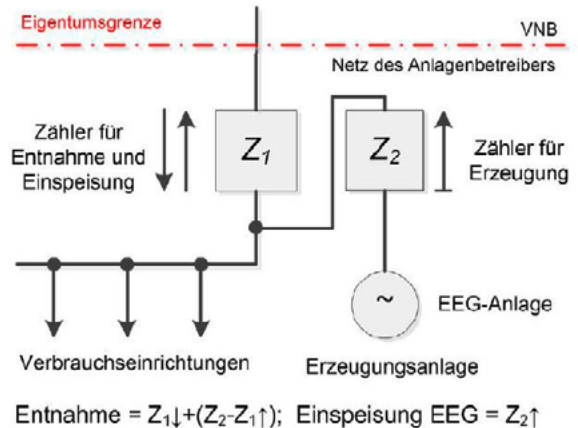 Eigentumsgrenze
VNB
Netz des Anlagenbetreibers
Zähler für
Entnahme und
Einspeisung
Z1
Z2
Zähler für
Erzeugung
~
EEG-Anlage
Verbrauchseinrichtungen
Erzeugungsanlage
Entnahme = Z1↓+(Z2-Z1↑); Einspeisung EEG = Z2↑